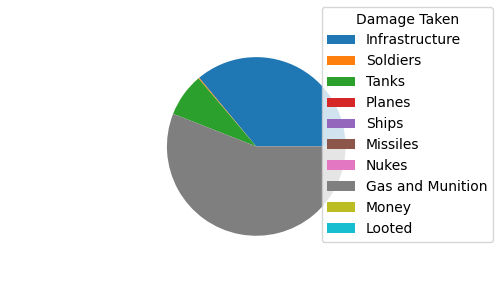 Damage Taken
Infrastructure
Soldiers
Tanks
Planes
Ships
Missiles
Nukes
Gas and Munition
Money
Looted